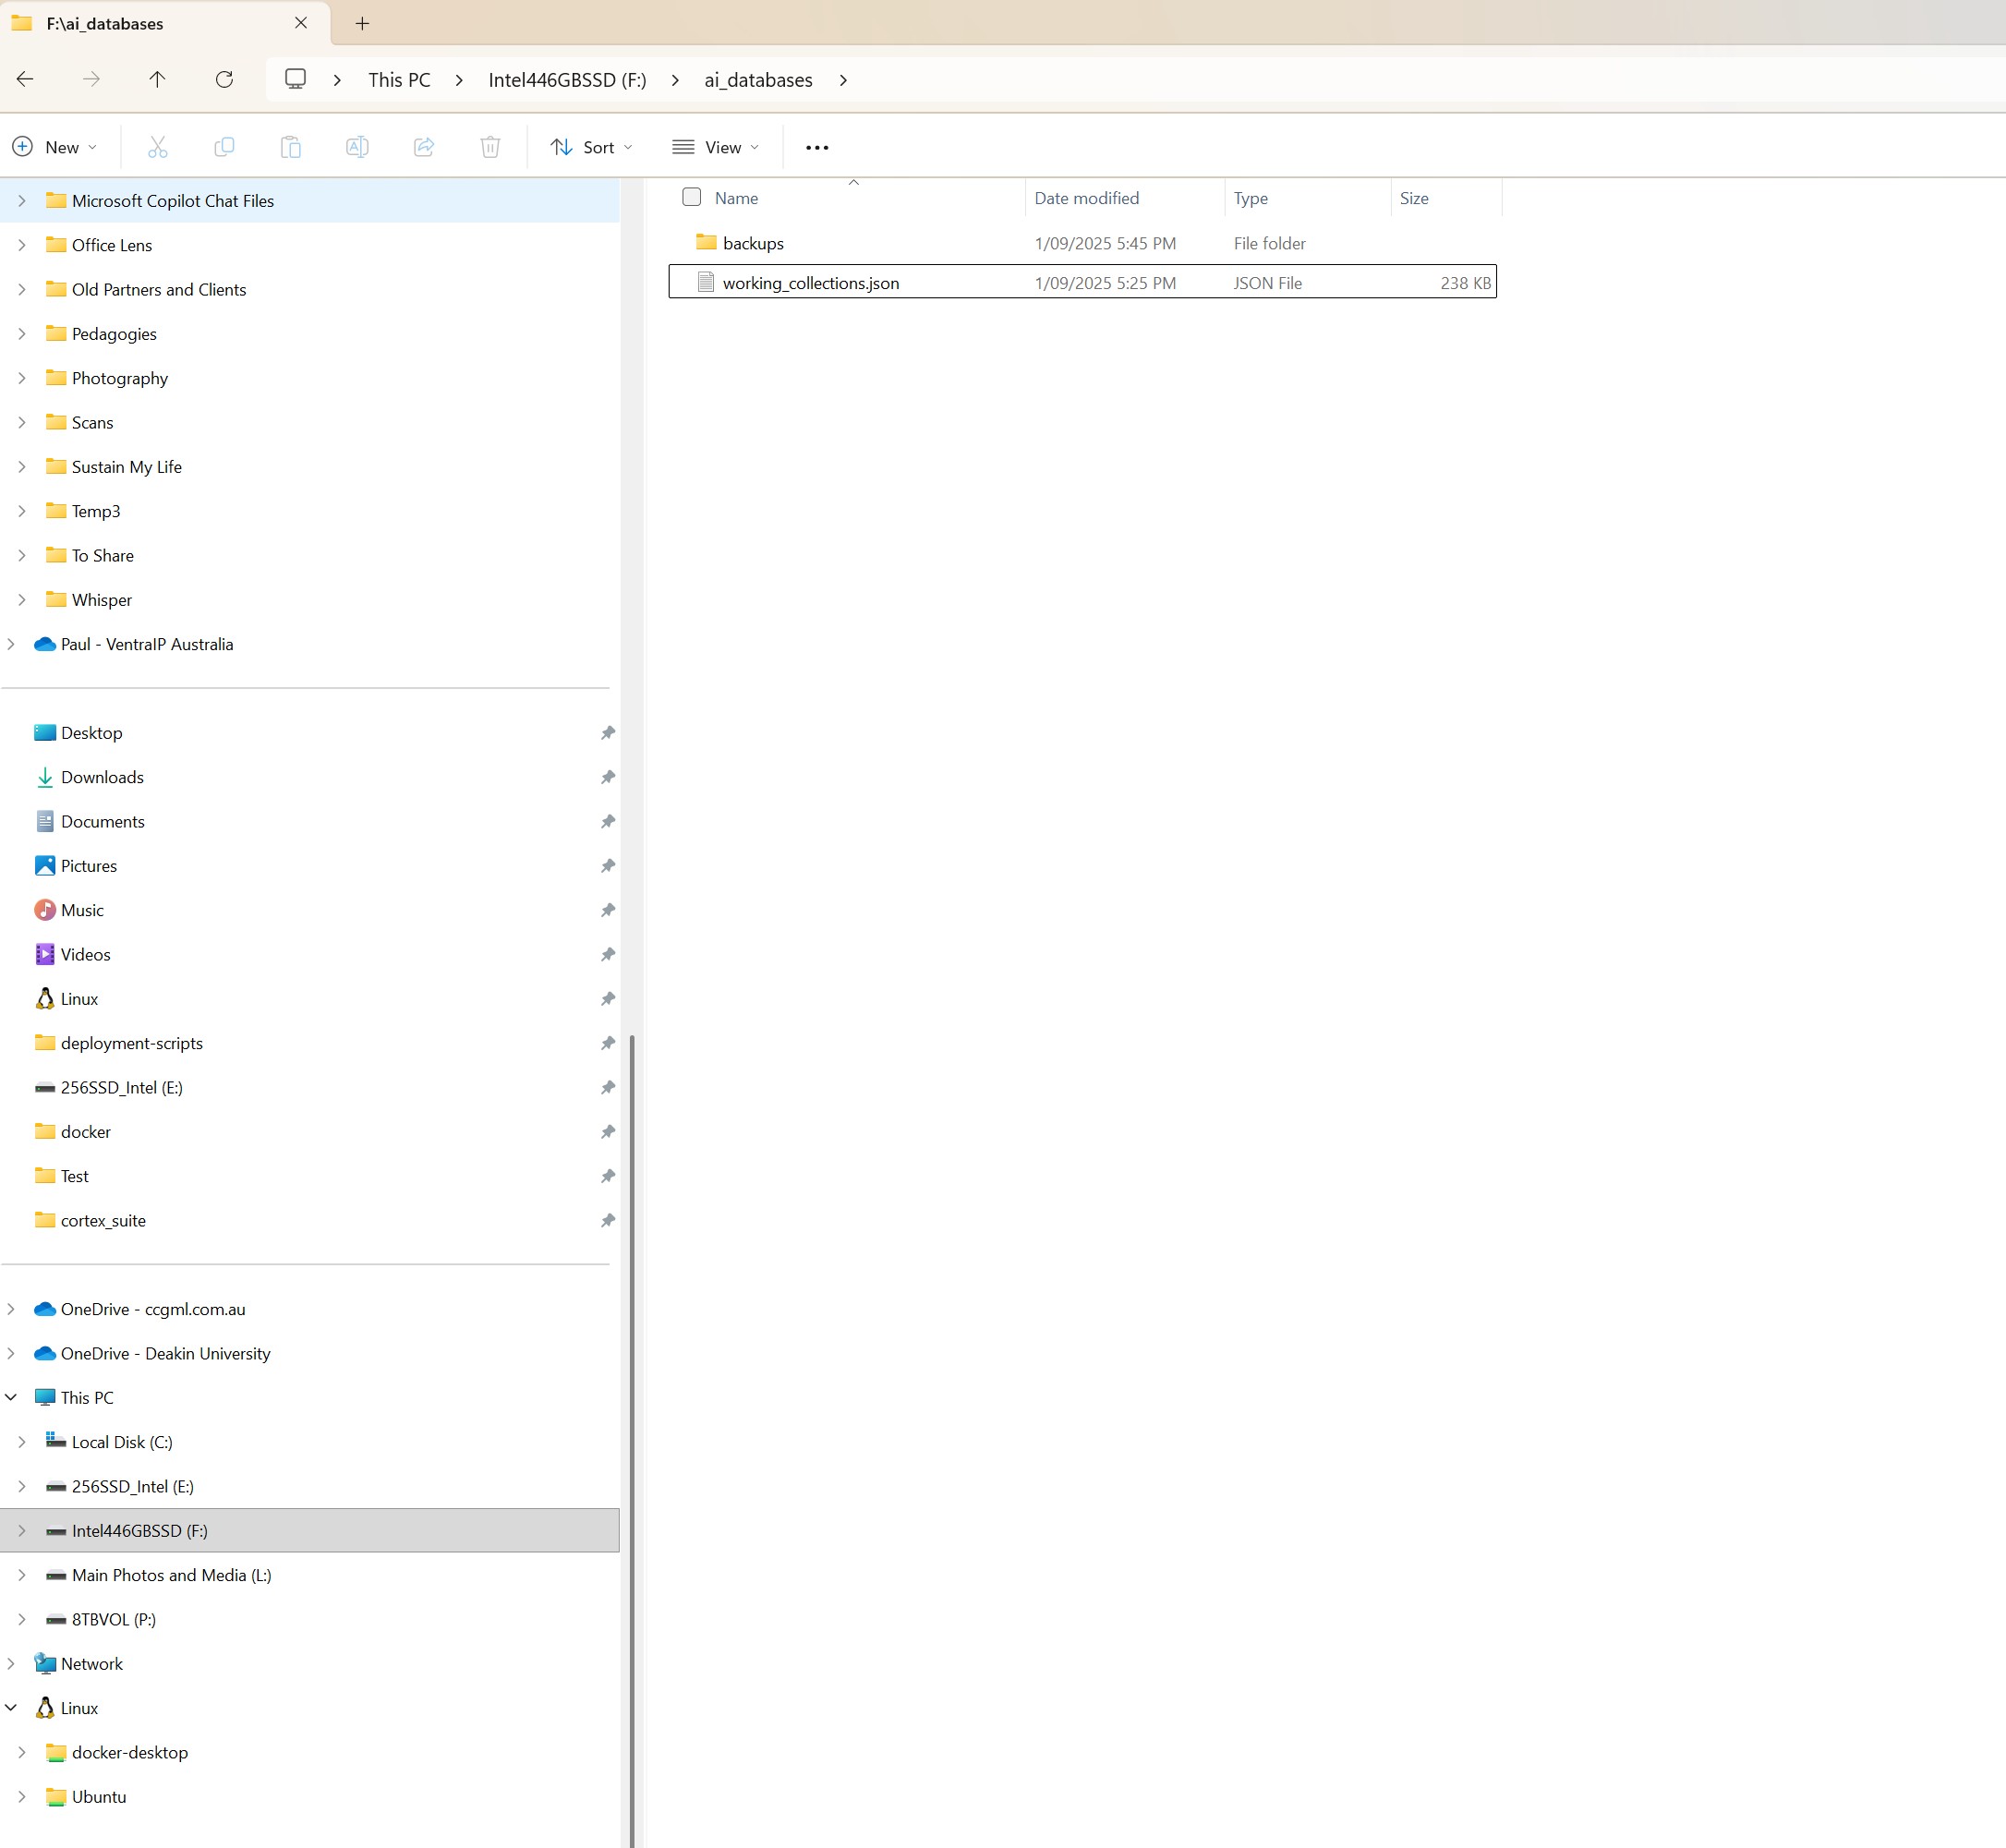 F:\ai_databases
This PC > Intel446GBSSD (F:) > ai_databases >
New Sort View
Microsoft Copilot Chat Files
Office Lens
Old Partners and Clients
Pedagogies
Photography
Scans
Sustain My Life
Temp3
To Share
Whisper
Paul - VentraIP Australia
Desktop
Downloads
Documents
Pictures
Music
Videos
Linux
deployment-scripts
256SSD_Intel (E:)
docker
Test
cortex_suite
OneDrive - ccgml.com.au
OneDrive - Deakin University
This PC
Local Disk (C:)
256SSD_Intel (E:)
Intel446GBSSD (F:)
Main Photos and Media (L:)
8TBVOL (P:)
Network
Linux
docker-desktop
Ubuntu
Name Date modified Type Size
backups 1/09/2025 5:45 PM File folder
working_collections.json 1/09/2025 5:25 PM JSON File 238 KB